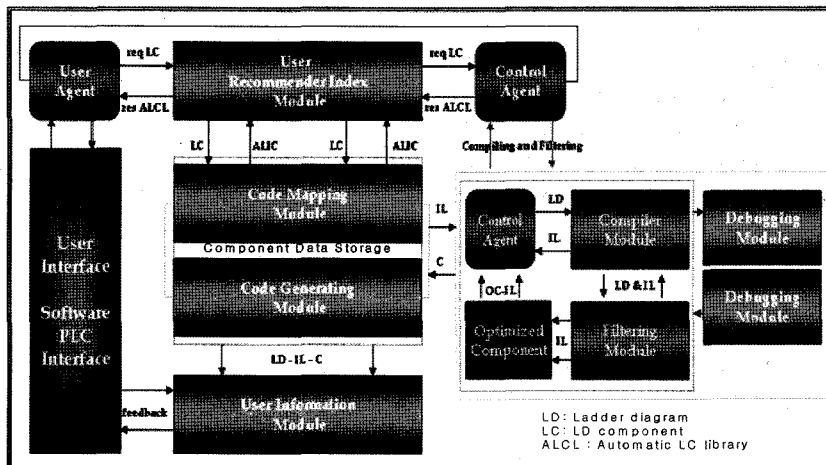 req LC
req LC
User
Agent
User
Recommender Index
Module
Control
Agent
res ALCL
res ALCL
LC
ALIC
LC
ALIC
Compiling and Filtering
Code Mapping
Module
Component Data Storage
Code Generating
Module
IL
C
User
Interface
Software
PLC
Interface
Control
Agent
LD
IL
Compiler
Module
Debugging
Module
OC-IL
LD & IL
Debugging
Module
Optimized
Component
IL
Filtering
Module
LD - IL - C
feedback
User Information
Module
LD: Ladder diagram
LC: LD component
ALCL : Automatic LC library